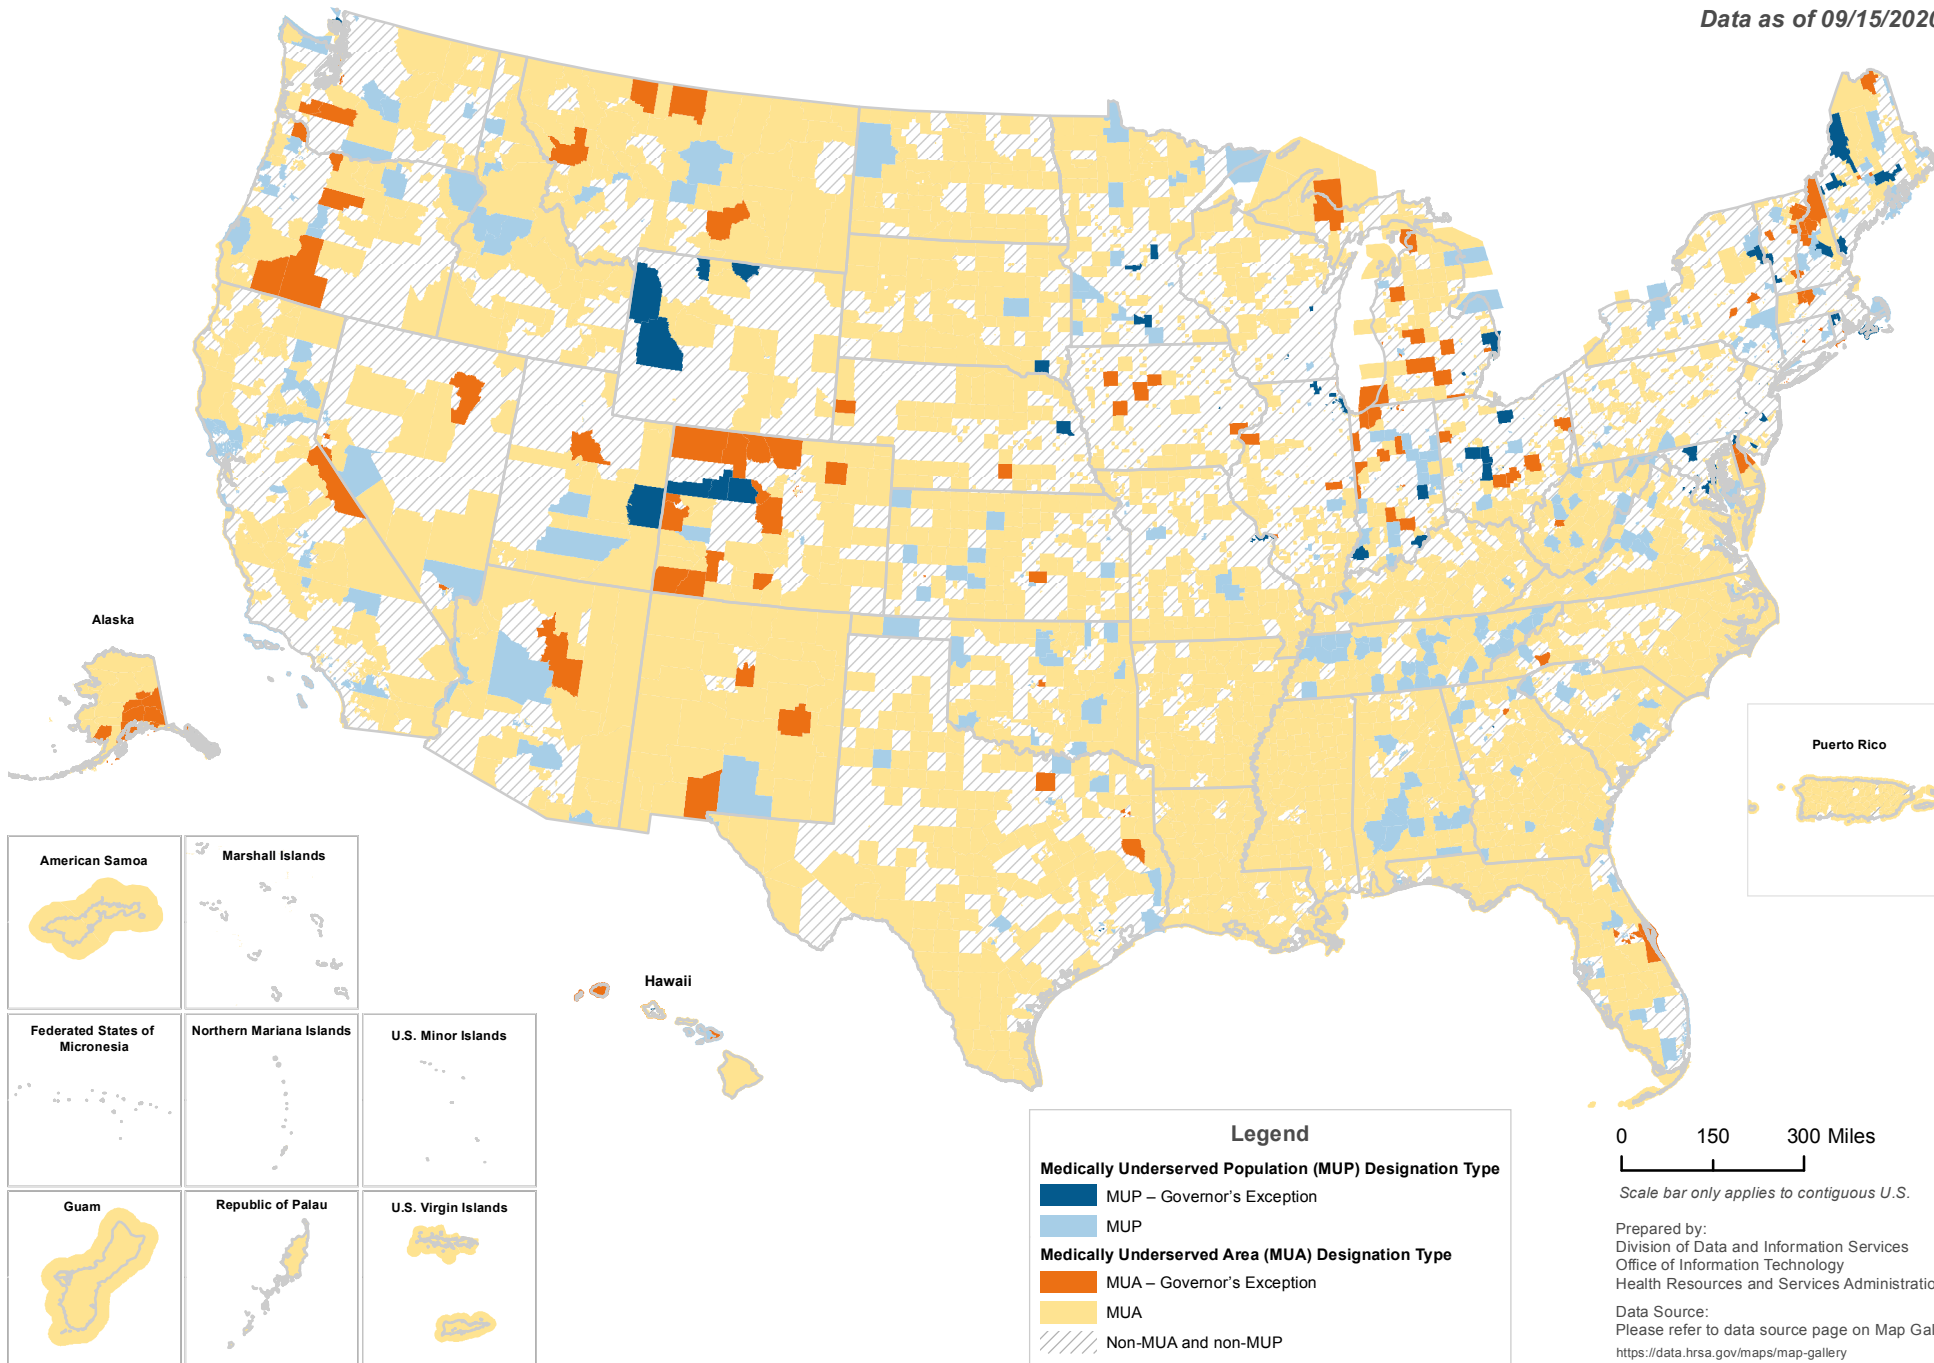 Data as of 09/15/2020
Alaska
Puerto Rico
American Samoa
Marshall Islands
Hawaii
Federated States of
Micronesia
Northern Mariana Islands
U.S. Minor Islands
Guam
Republic of Palau
U.S. Virgin Islands
Legend
Medically Underserved Population (MUP) Designation Type
MUP – Governor's Exception
MUP
Medically Underserved Area (MUA) Designation Type
MUA – Governor's Exception
MUA
Non-MUA and non-MUP
0 150 300 Miles
Scale bar only applies to contiguous U.S.
Prepared by:
Division of Data and Information Services
Office of Information Technology
Health Resources and Services Administratio
Data Source:
Please refer to data source page on Map Gal
https://data.hrsa.gov/maps/map-gallery